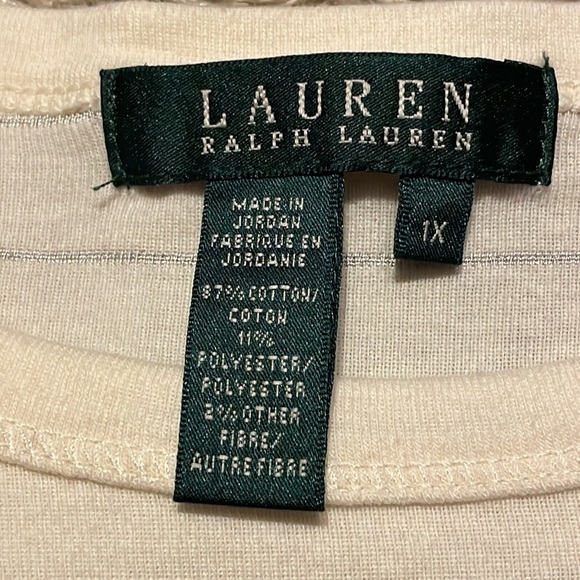 LAUREN
RALPH LAUREN
MADE IN
JORDAN
FABRIQUE EN
JORDANIE
87% COTTON/
COTON
11%
POLYESTER/
POLYESTER
2% OTHER
FIBRE/
AUTRE FIBRE
1X